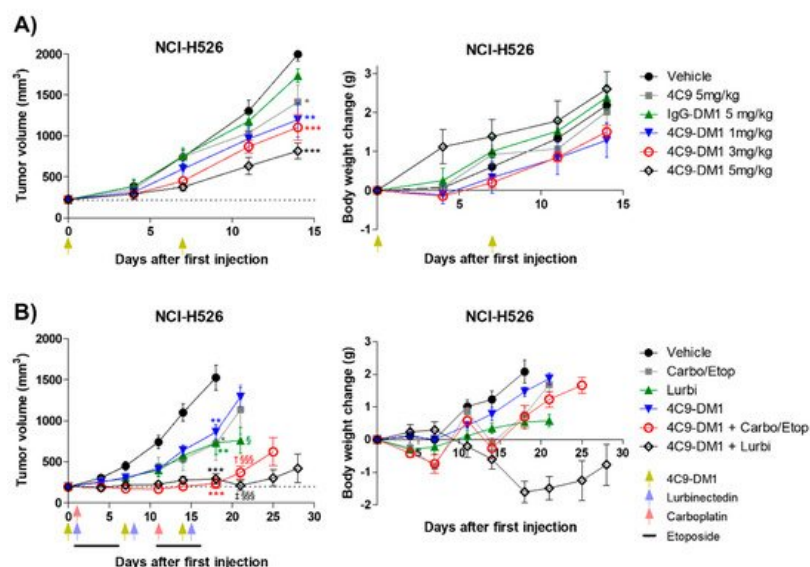 A)
NCI-H526
NCI-H526
Tumor volume (mm³)
2000
1500
1000
500
0
*
**
***
***
0 5 10 15
Days after first injection
Body weight change (g)
3
2
1
0
-1
5 10 15
Days after first injection
Vehicle
4C9 5mg/kg
IgG-DM1 5 mg/kg
4C9-DM1 1mg/kg
4C9-DM1 3mg/kg
4C9-DM1 5mg/kg
B)
NCI-H526
NCI-H526
Tumor volume (mm³)
2000
1500
1000
500
0
**
*
**
§
***
†§§§
***
‡§§§
0 5 10 15 20 25 30
Days after first injection
Body weight change (g)
3
2
1
0
-1
-2
5 10 15 20 25 30
Days after first injection
Vehicle
Carbo/Etop
Lurbi
4C9-DM1
4C9-DM1 + Carbo/Etop
4C9-DM1 + Lurbi
4C9-DM1
Lurbinectedin
Carboplatin
Etoposide